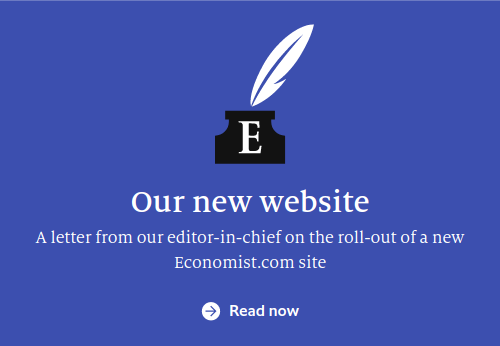 E
Our new website
A letter from our editor-in-chief on the roll-out of a new
Economist.com site
Read now